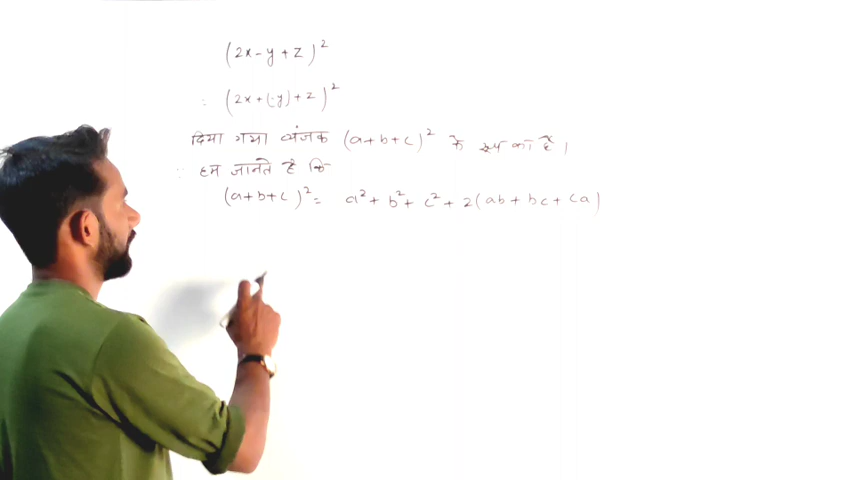 (2x-y+z)²
∴ (2x+(-y)+z)²
दिया गया व्यंजक (a+b+c)² के रूप का है।
∵ हम जानते है कि
(a+b+c)² = a²+b²+c²+2(ab+bc+ca)